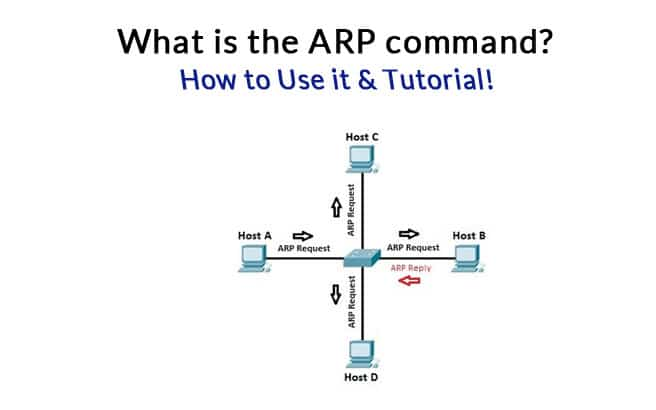 What is the ARP command?
How to Use it & Tutorial!
Host C
ARP Request
Host A
ARP Request
ARP Request
Host B
ARP Reply
ARP Request
Host D